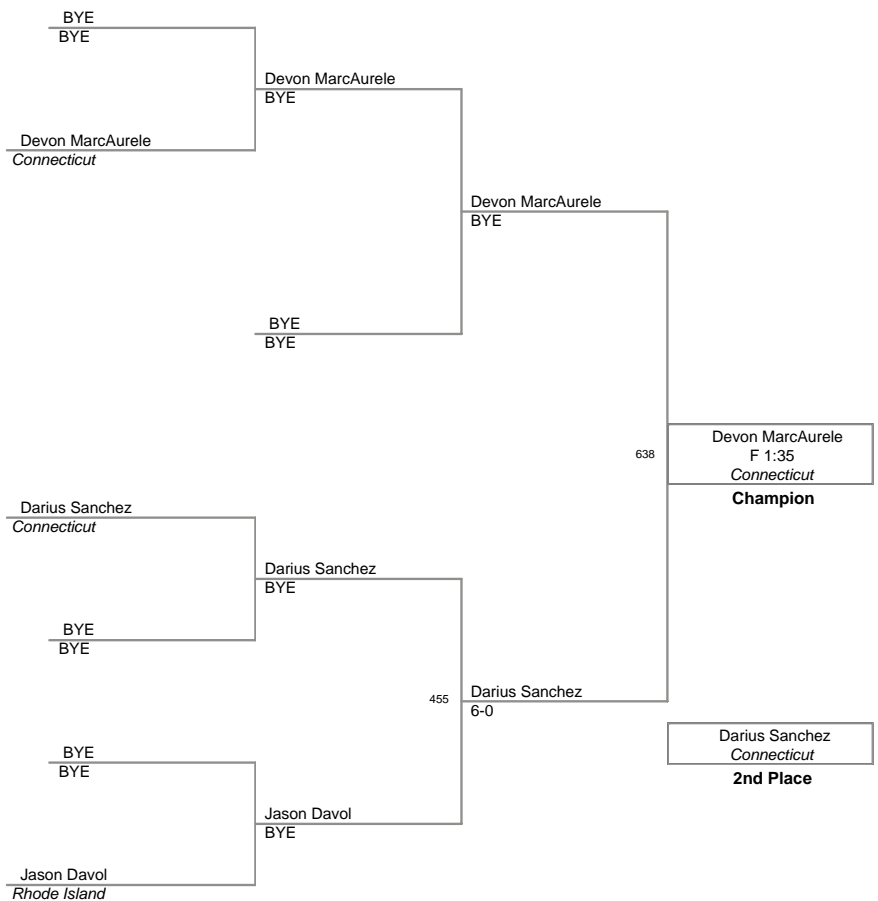 BYE
BYE
Devon MarcAurele
BYE
Devon MarcAurele
Connecticut
Devon MarcAurele
BYE
BYE
BYE
638
Devon MarcAurele
F 1:35
Connecticut
Champion
Darius Sanchez
Connecticut
Darius Sanchez
BYE
BYE
BYE
455
Darius Sanchez
6-0
Darius Sanchez
Connecticut
2nd Place
BYE
BYE
Jason Davol
BYE
Jason Davol
Rhode Island